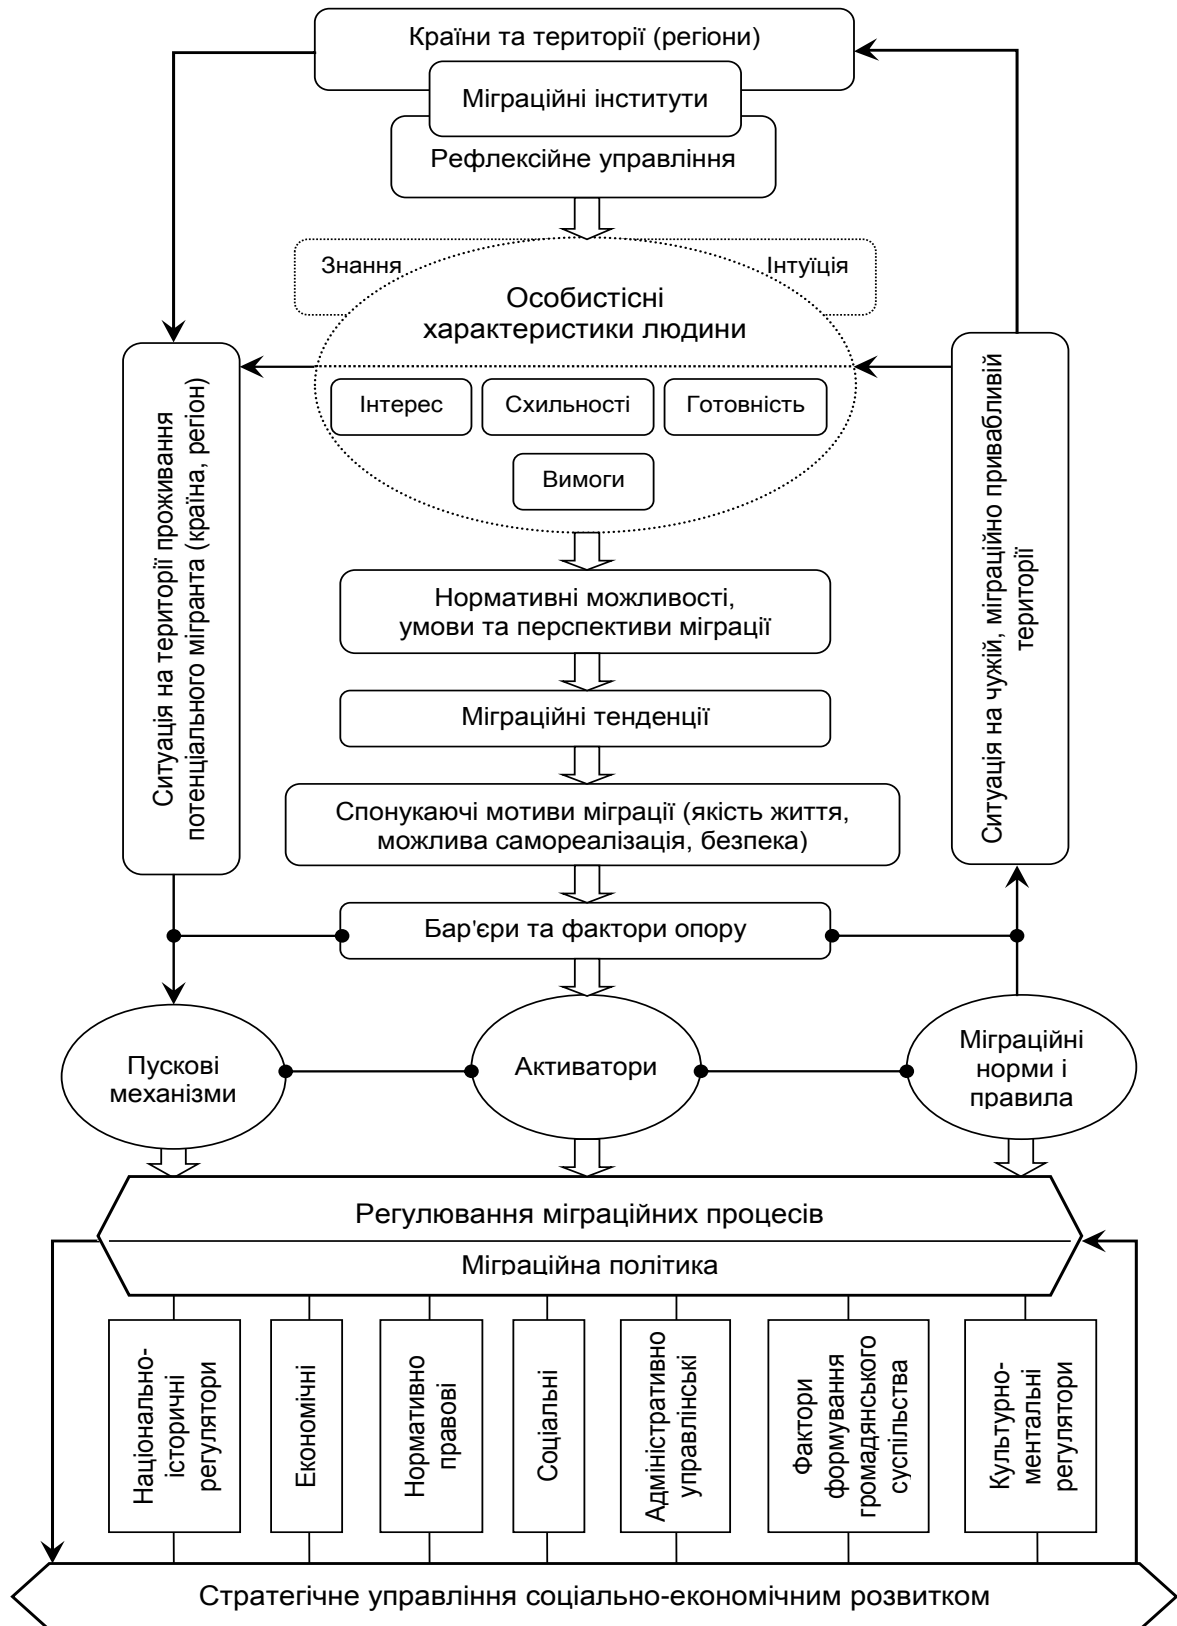 Країни та території (регіони)
Міграційні інститути
Рефлексійне управління
Знання
Інтуїція
Особистісні
характеристики людини
Інтерес
Схильності
Готовність
Вимоги
Ситуація на території проживання
потенціального мігранта (країна, регіон)
Ситуація на чужій, міграційно привабливій
території
Нормативні можливості,
умови та перспективи міграції
Міграційні тенденції
Спонукаючі мотиви міграції (якість життя,
можлива самореалізація, безпека)
Бар'єри та фактори опору
Пускові
механізми
Активатори
Міграційні
норми і
правила
Регулювання міграційних процесів
Міграційна політика
Національно-
історичні
регулятори
Економічні
Нормативно
правові
Соціальні
Адміністративно
управлінські
Фактори
формування
громадянського
суспільства
Культурно-
ментальні
регулятори
Стратегічне управління соціально-економічним розвитком